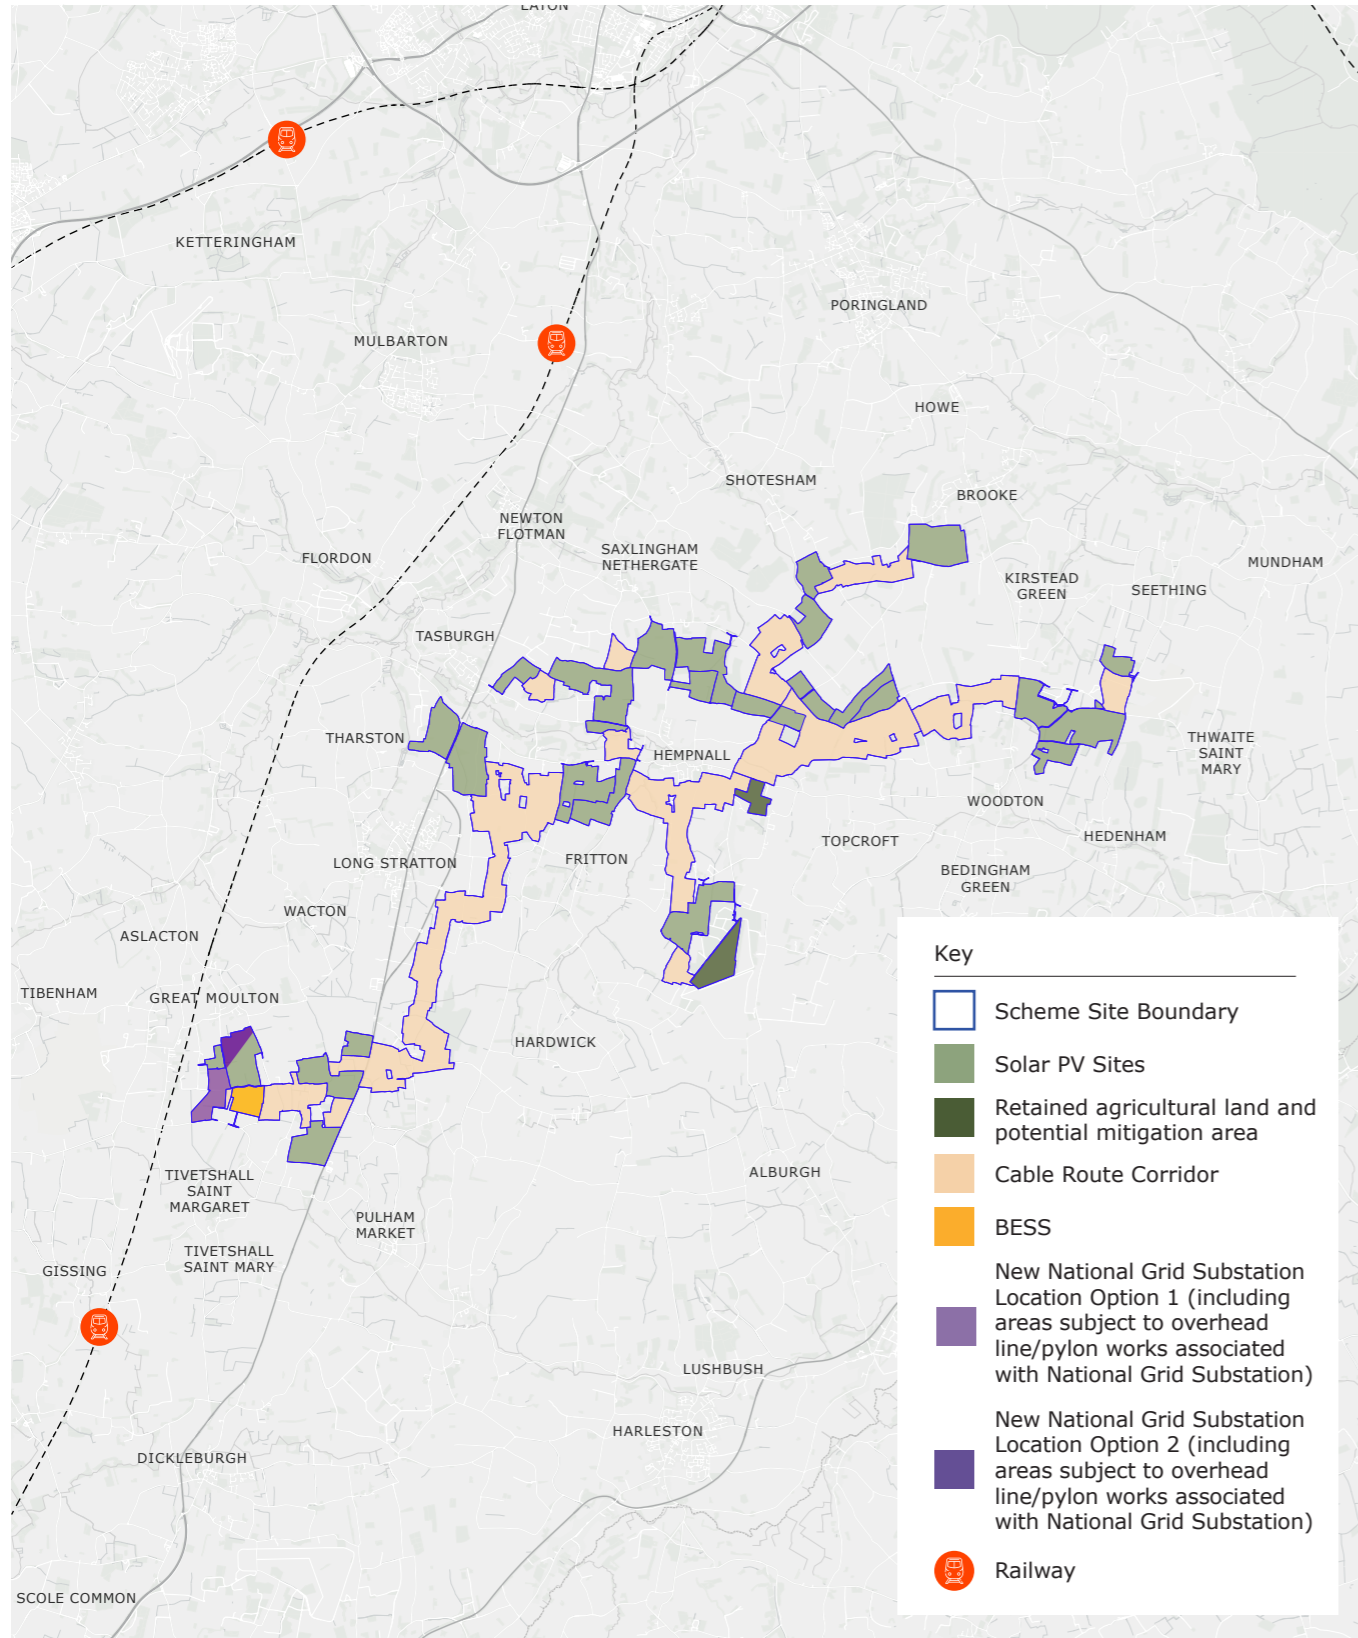 EATON
KETTERINGHAM
PORINGLAND
MULBARTON
HOWE
SHOTESHAM
BROOKE
NEWTON
FLOTMAN
SAXLINGHAM
NETHERGATE
FLORDON
MUNDHAM
KIRSTEAD
GREEN
SEETHING
TASBURGH
THARSTON
HEMPNALL
THWAITE
SAINT
MARY
WOODTON
HEDENHAM
TOPCROFT
LONG STRATTON
FRITTON
BEDINGHAM
GREEN
WACTON
ASLACTON
TIBENHAM
GREAT MOULTON
HARDWICK
ALBURGH
TIVETSHALL
SAINT
MARGARET
PULHAM
MARKET
TIVETSHALL
SAINT MARY
GISSING
LUSHBUSH
HARLESTON
DICKLEBURGH
SCOLE COMMON
Key
Scheme Site Boundary
Solar PV Sites
Retained agricultural land and
potential mitigation area
Cable Route Corridor
BESS
New National Grid Substation
Location Option 1 (including
areas subject to overhead
line/pylon works associated
with National Grid Substation)
New National Grid Substation
Location Option 2 (including
areas subject to overhead
line/pylon works associated
with National Grid Substation)
Railway